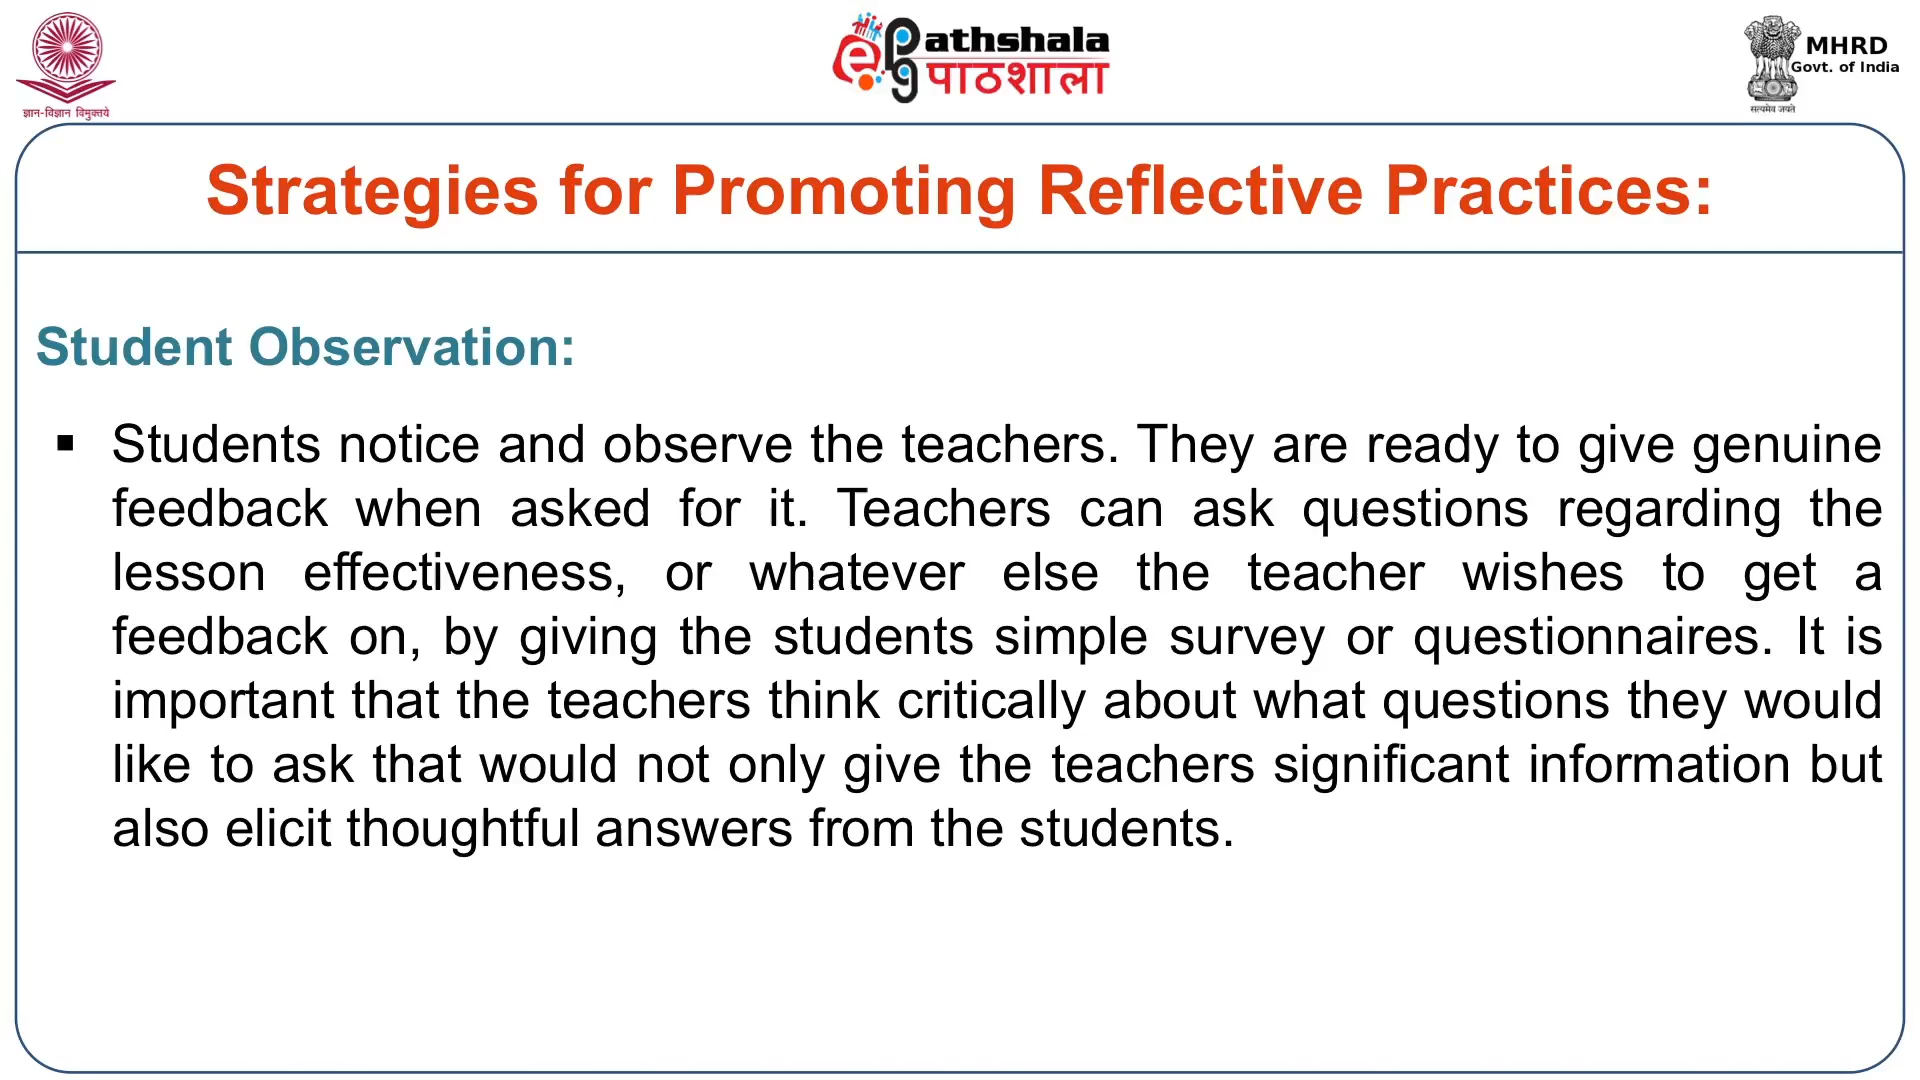 ज्ञान-विज्ञान विमुक्तये
e Pg Pathshala
पाठशाला
MHRD
Govt. of India
सत्यमेव जयते
Strategies for Promoting Reflective Practices:
Student Observation:
▪ Students notice and observe the teachers. They are ready to give genuine
feedback when asked for it. Teachers can ask questions regarding the
lesson effectiveness, or whatever else the teacher wishes to get a
feedback on, by giving the students simple survey or questionnaires. It is
important that the teachers think critically about what questions they would
like to ask that would not only give the teachers significant information but
also elicit thoughtful answers from the students.